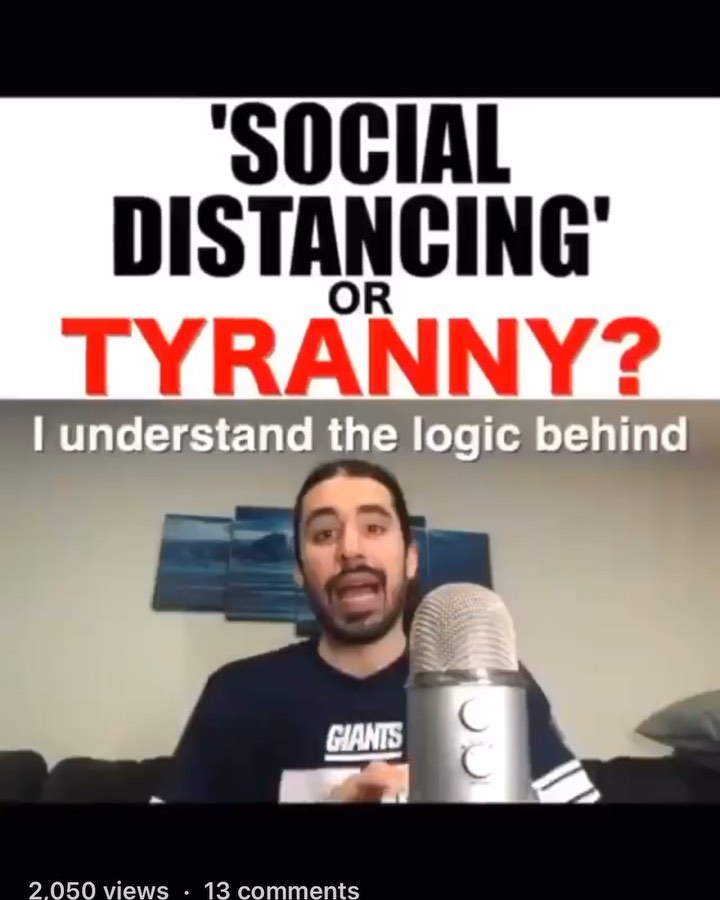 'SOCIAL
DISTANCING'
OR
TYRANNY?
I understand the logic behind
GIANTS
2,050 views · 13 comments